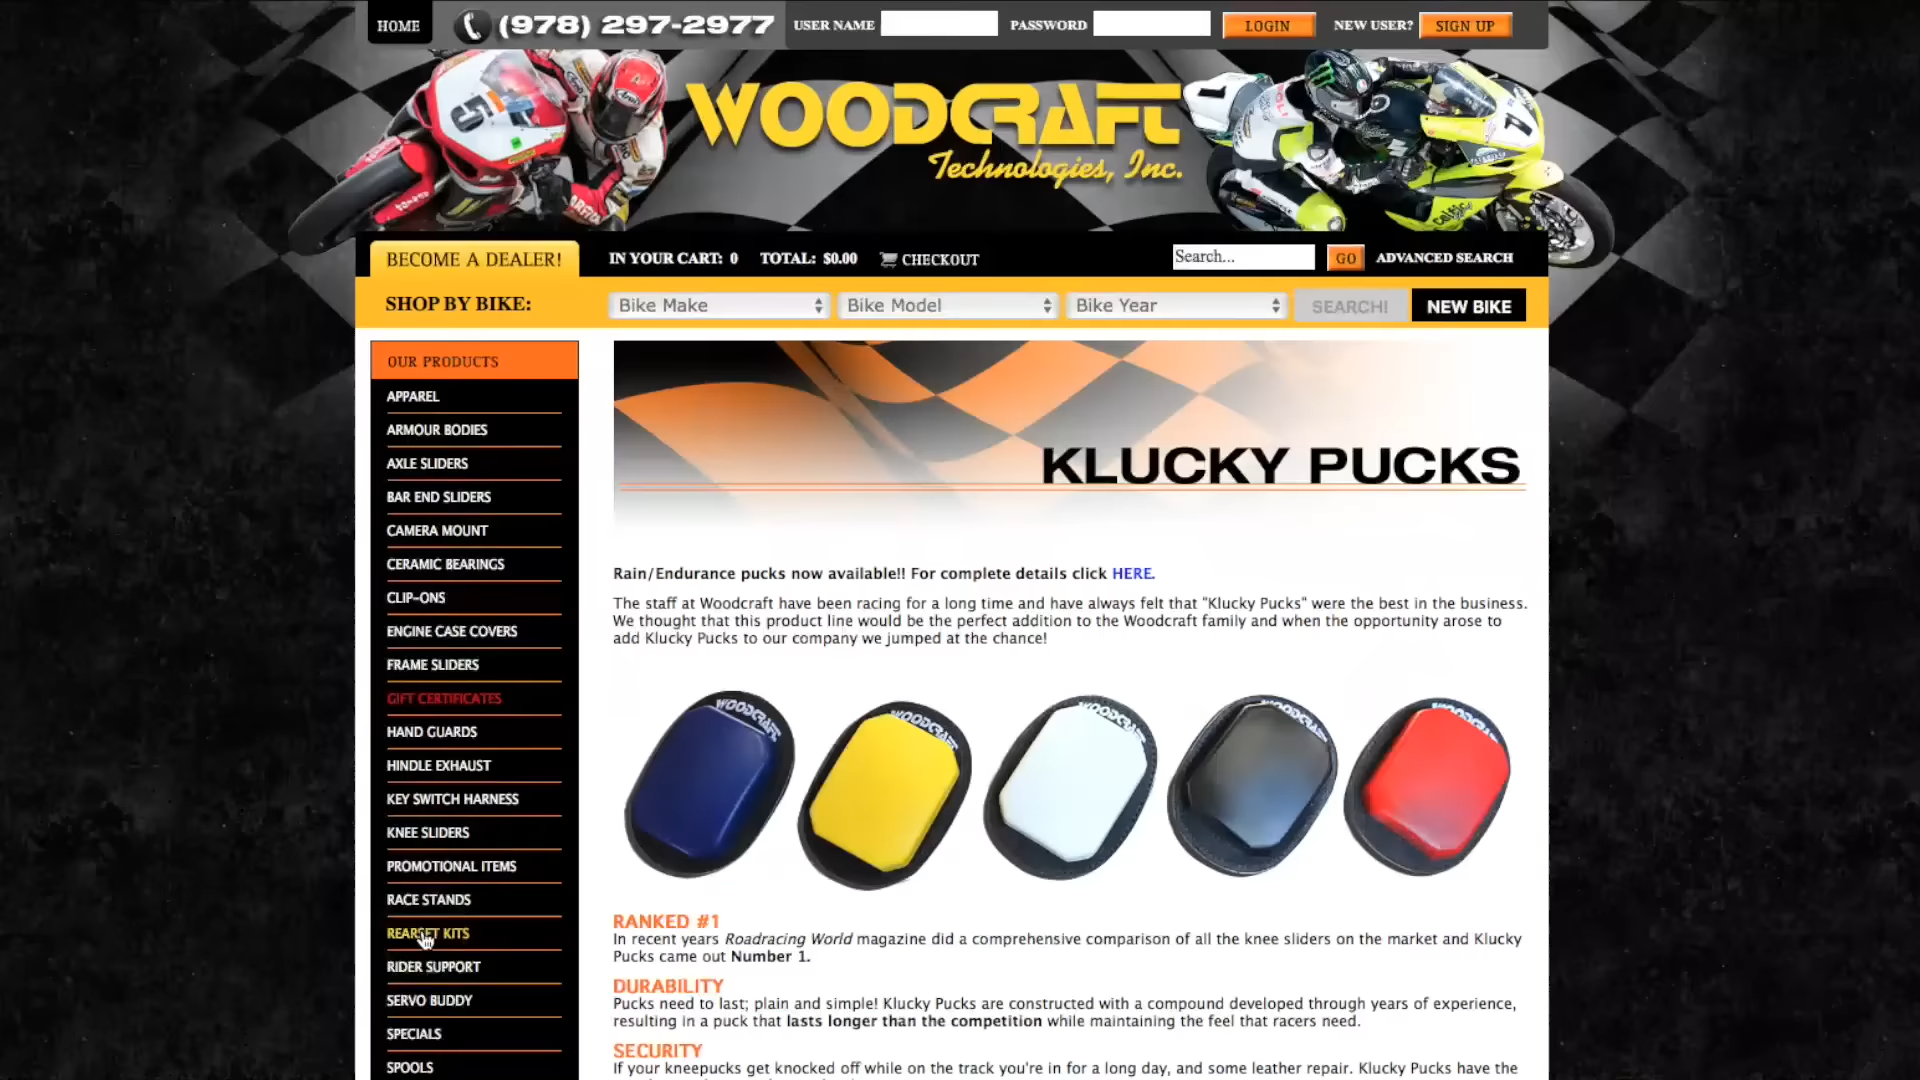 HOME
(978) 297-2977
USER NAME
PASSWORD
LOGIN
NEW USER?
SIGN UP
WOODCRAFT
Technologies, Inc.
BECOME A DEALER!
IN YOUR CART: 0
TOTAL: $0.00
CHECKOUT
Search...
GO
ADVANCED SEARCH
SHOP BY BIKE:
Bike Make
Bike Model
Bike Year
SEARCH!
NEW BIKE
OUR PRODUCTS
APPAREL
ARMOUR BODIES
AXLE SLIDERS
BAR END SLIDERS
CAMERA MOUNT
CERAMIC BEARINGS
CLIP-ONS
ENGINE CASE COVERS
FRAME SLIDERS
GIFT CERTIFICATES
HAND GUARDS
HINDLE EXHAUST
KEY SWITCH HARNESS
KNEE SLIDERS
PROMOTIONAL ITEMS
RACE STANDS
REARSET KITS
RIDER SUPPORT
SERVO BUDDY
SPECIALS
SPOOLS
KLUCKY PUCKS
Rain/Endurance pucks now available!! For complete details click HERE.
The staff at Woodcraft have been racing for a long time and have always felt that "Klucky Pucks" were the best in the business.
We thought that this product line would be the perfect addition to the Woodcraft family and when the opportunity arose to
add Klucky Pucks to our company we jumped at the chance!
WOODCRAFT
WOODCRAFT
WOODCRAFT
WOODCRAFT
WOODCRAFT
RANKED #1
In recent years Roadracing World magazine did a comprehensive comparison of all the knee sliders on the market and Klucky
Pucks came out Number 1.
DURABILITY
Pucks need to last; plain and simple! Klucky Pucks are constructed with a compound developed through years of experience,
resulting in a puck that lasts longer than the competition while maintaining the feel that racers need.
SECURITY
If your kneepucks get knocked off while on the track you're in for a long day, and some leather repair. Klucky Pucks have the